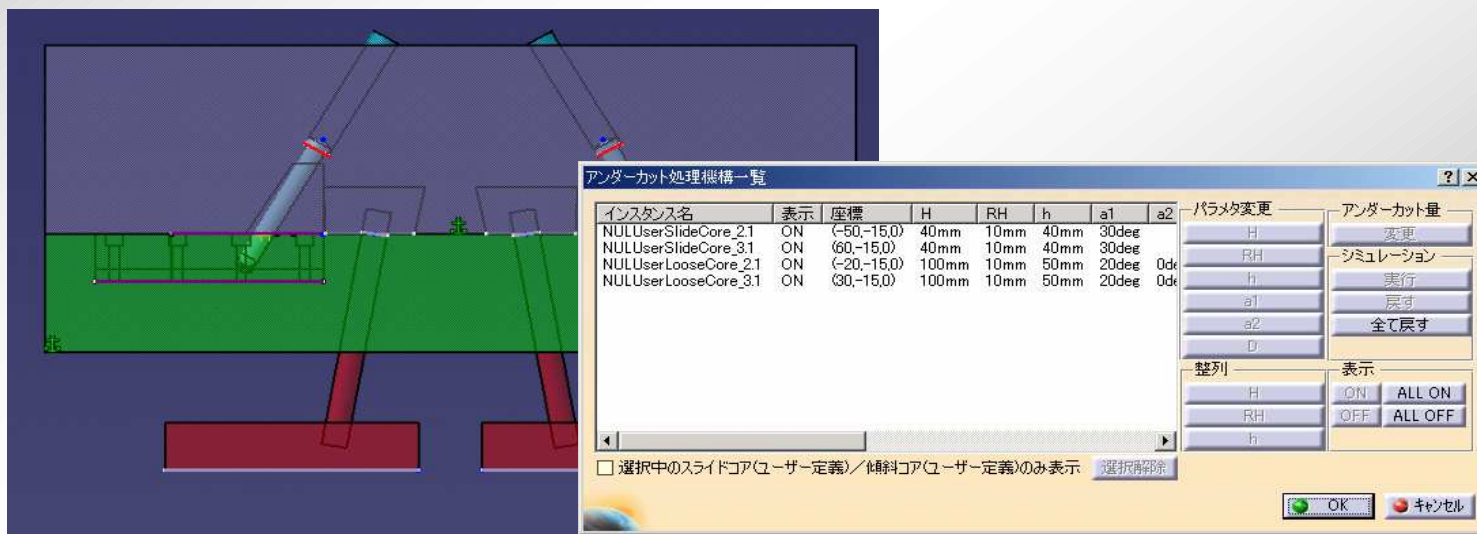 アンダーカット処理機構一覧
インスタンス名 表示 座標 H RH h a1 a2
NULUserSlideCore_2.1 ON (-50,-15,0) 40mm 10mm 40mm 30deg
NULUserSlideCore_3.1 ON (60,-15,0) 40mm 10mm 40mm 30deg
NULUserLooseCore_2.1 ON (-20,-15,0) 100mm 10mm 50mm 20deg 0de
NULUserLooseCore_3.1 ON (30,-15,0) 100mm 10mm 50mm 20deg 0de
パラメタ変更
H
RH
h
a1
a2
D
整列
H
RH
h
アンダーカット量
変更
シミュレーション
実行
戻す
全て戻す
表示
ON ALL ON
OFF ALL OFF
選択中のスライドコア(ユーザー定義)/傾斜コア(ユーザー定義)のみ表示 選択解除
OK キャンセル